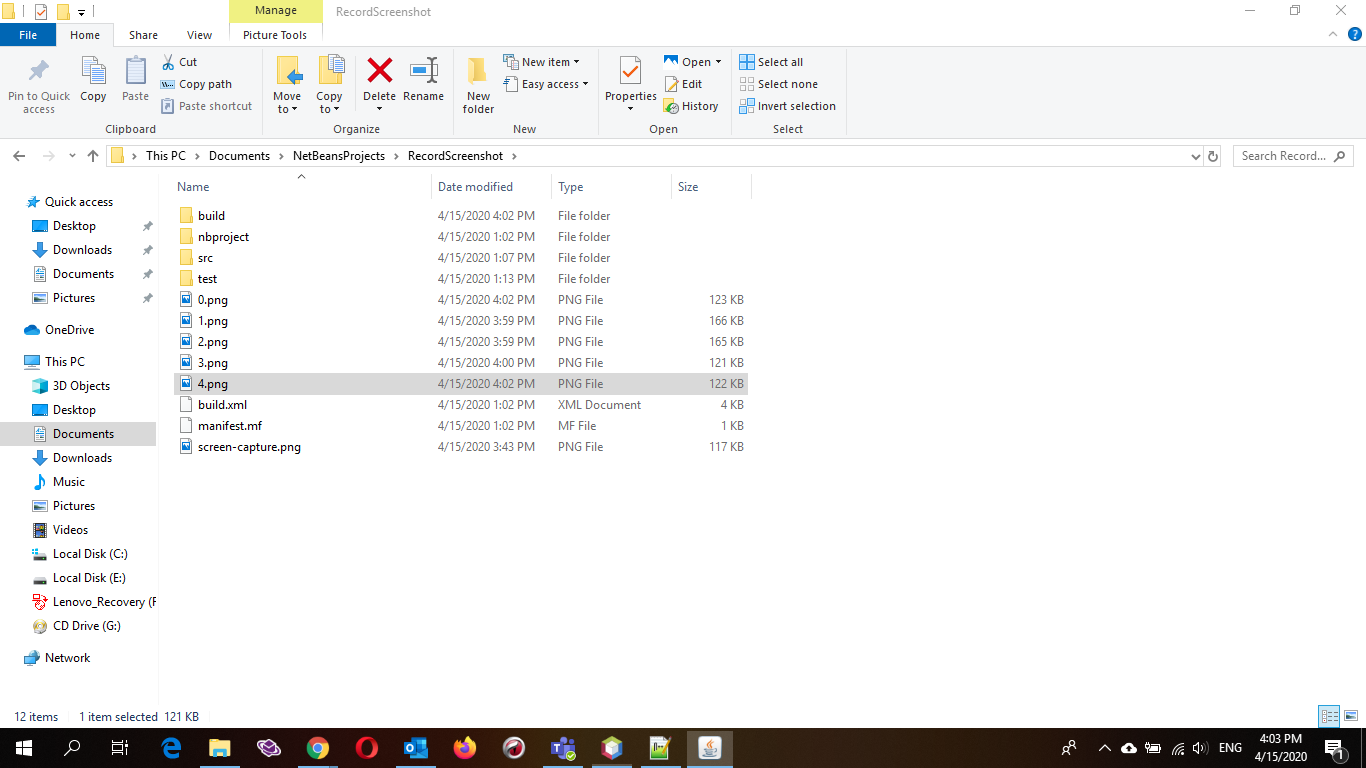 Manage
RecordScreenshot
File
Home
Share
View
Picture Tools
Pin to Quick access
Copy
Paste
Cut
Copy path
Paste shortcut
Clipboard
Move to
Copy to
Delete
Rename
Organize
New folder
New item
Easy access
New
Properties
Open
Edit
History
Open
Select all
Select none
Invert selection
Select
This PC
Documents
NetBeansProjects
RecordScreenshot
Search Record...
Quick access
Desktop
Downloads
Documents
Pictures
OneDrive
This PC
3D Objects
Desktop
Documents
Downloads
Music
Pictures
Videos
Local Disk (C:)
Local Disk (E:)
Lenovo_Recovery (F
CD Drive (G:)
Network
Name Date modified Type Size
build 4/15/2020 4:02 PM File folder
nbproject 4/15/2020 1:02 PM File folder
src 4/15/2020 1:07 PM File folder
test 4/15/2020 1:13 PM File folder
0.png 4/15/2020 4:02 PM PNG File 123 KB
1.png 4/15/2020 3:59 PM PNG File 166 KB
2.png 4/15/2020 3:59 PM PNG File 165 KB
3.png 4/15/2020 4:00 PM PNG File 121 KB
4.png 4/15/2020 4:02 PM PNG File 122 KB
build.xml 4/15/2020 1:02 PM XML Document 4 KB
manifest.mf 4/15/2020 1:02 PM MF File 1 KB
screen-capture.png 4/15/2020 3:43 PM PNG File 117 KB
12 items 1 item selected 121 KB
ENG
4:03 PM
4/15/2020
1